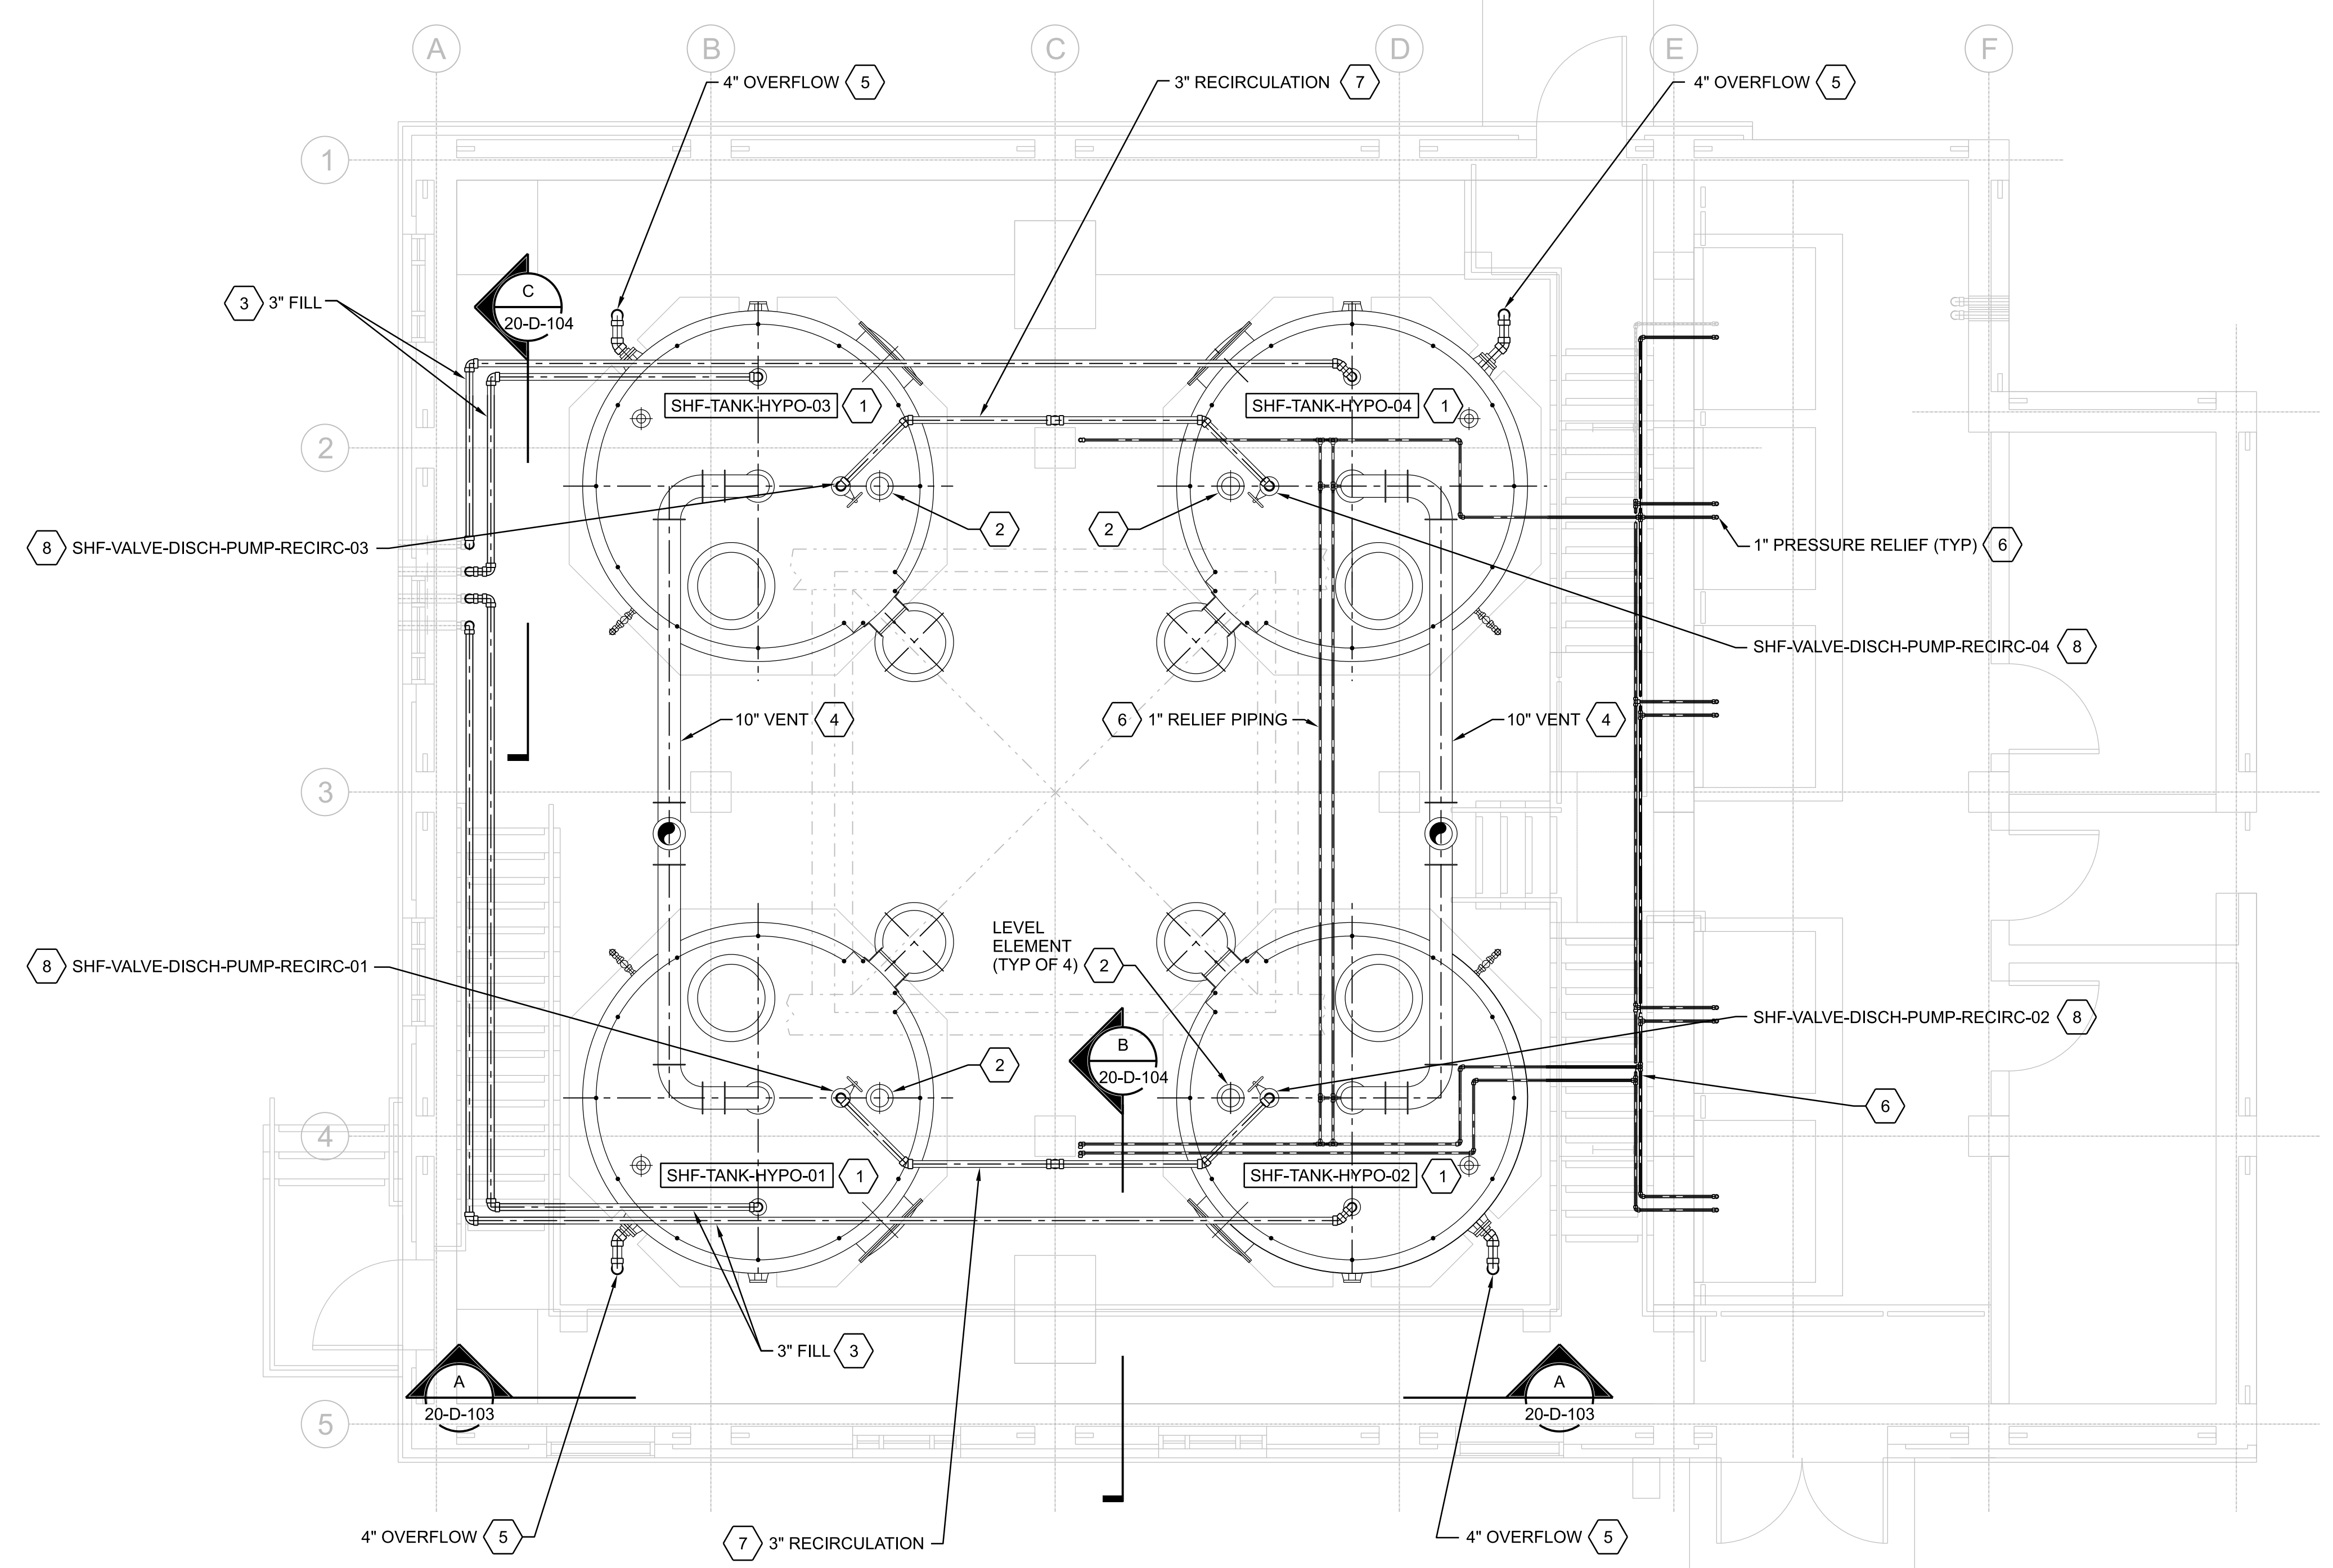 A B C D E F
4" OVERFLOW 5
3" RECIRCULATION 7
4" OVERFLOW 5
1
3 3" FILL
C
20-D-104
SHF-TANK-HYPO-03 1
SHF-TANK-HYPO-04 1
2
8 SHF-VALVE-DISCH-PUMP-RECIRC-03
2
2
1" PRESSURE RELIEF (TYP) 6
SHF-VALVE-DISCH-PUMP-RECIRC-04 8
10" VENT 4
6 1" RELIEF PIPING
10" VENT 4
3
LEVEL
ELEMENT
(TYP OF 4) 2
8 SHF-VALVE-DISCH-PUMP-RECIRC-01
SHF-VALVE-DISCH-PUMP-RECIRC-02 8
2
B
20-D-104
6
4
SHF-TANK-HYPO-01 1
SHF-TANK-HYPO-02 1
3" FILL 3
A
20-D-103
A
20-D-103
5
4" OVERFLOW 5
7 3" RECIRCULATION
4" OVERFLOW 5